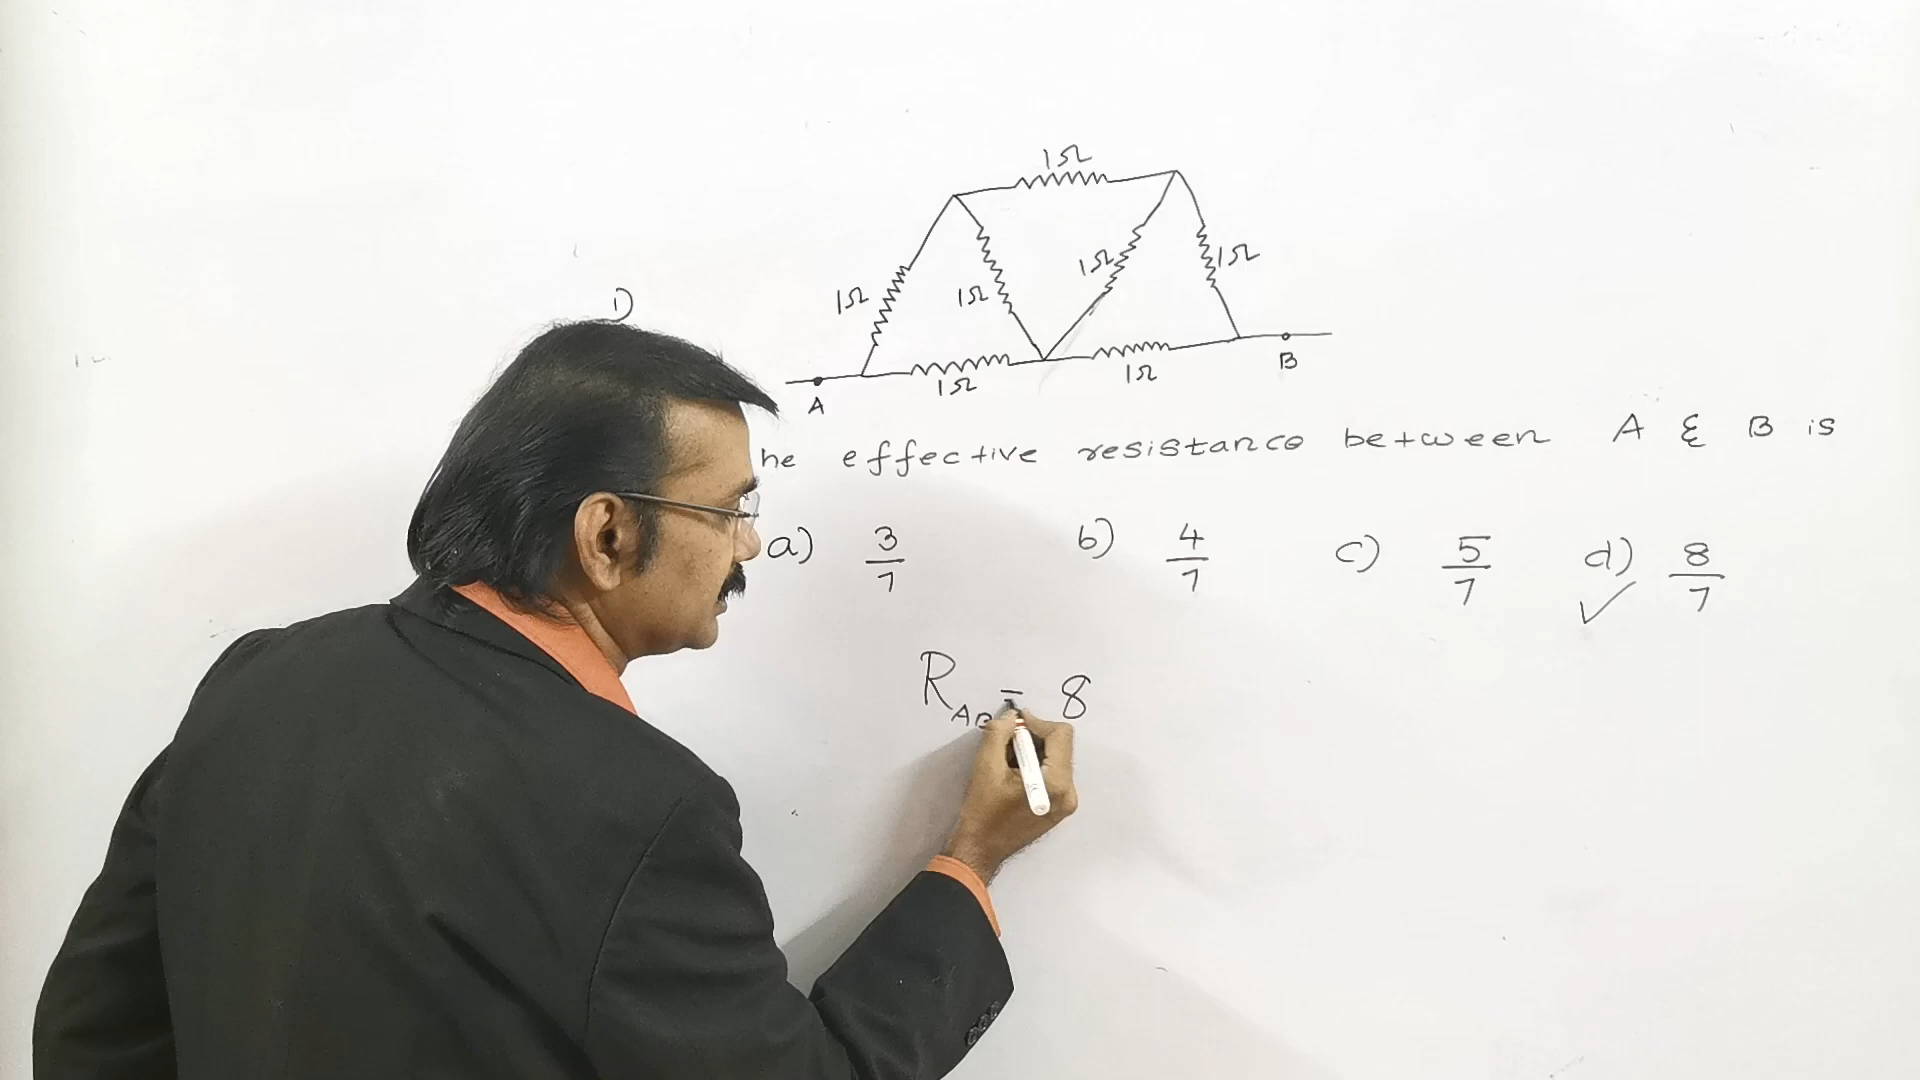 1Ω
1Ω 1Ω 1Ω 1Ω
1)
1Ω 1Ω
A B
he effective resistance between A & B is
a) 3/7 b) 4/7 c) 5/7 d) 8/7
R_AB = 8